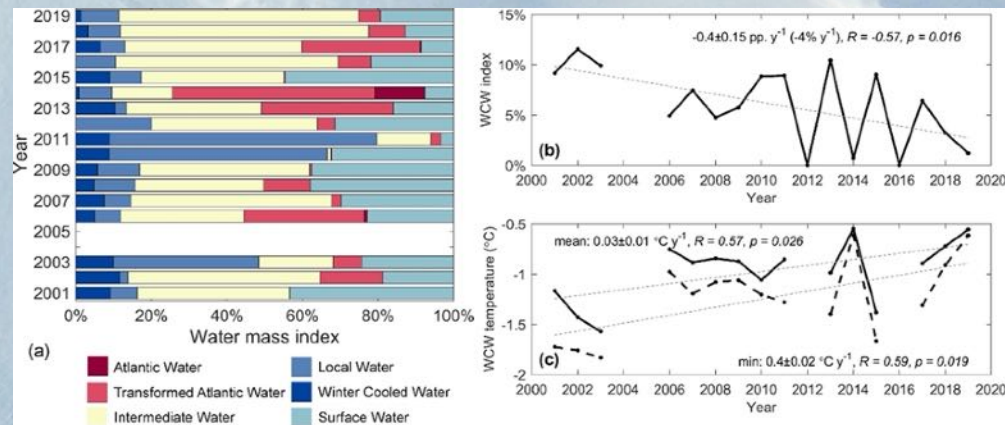 2019
2017
2015
2013
2011
2009
2007
2005
2003
2001
Year
0% 20% 40% 60% 80% 100%
Water mass index
(a)
Atlantic Water
Transformed Atlantic Water
Intermediate Water
Local Water
Winter Cooled Water
Surface Water
15%
10%
5%
0%
WCW index
-0.4±0.15 pp. y⁻¹ (-4% y⁻¹), R = -0.57, p = 0.016
(b)
2000 2002 2004 2006 2008 2010 2012 2014 2016 2018 2020
Year
-0.5
-1
-1.5
-2
WCW temperature (°C)
mean: 0.03±0.01 °C y⁻¹, R = 0.57, p = 0.026
min: 0.4±0.02 °C y⁻¹, R = 0.59, p = 0.019
(c)
2000 2002 2004 2006 2008 2010 2012 2014 2016 2018 2020
Year